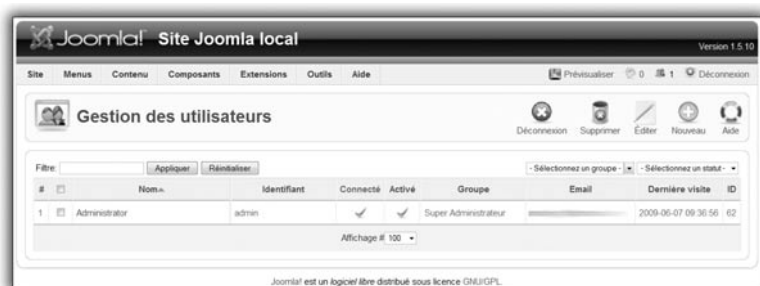 Joomla! Site Joomla local
Version 1.5.10
Site Menus Contenu Composants Extensions Outils Aide Prévisualiser 0 1 Déconnexion
Gestion des utilisateurs
Déconnexion Supprimer Éditer Nouveau Aide
Filtre: Appliquer Réinitialiser - Sélectionnez un groupe - - Sélectionnez un statut -
# Nom Identifiant Connecté Activé Groupe Email Dernière visite ID
1 Administrator admin Super Administrateur 2009-06-07 09:36:56 62
Affichage # 100
Joomla! est un logiciel libre distribué sous licence GNU/GPL.